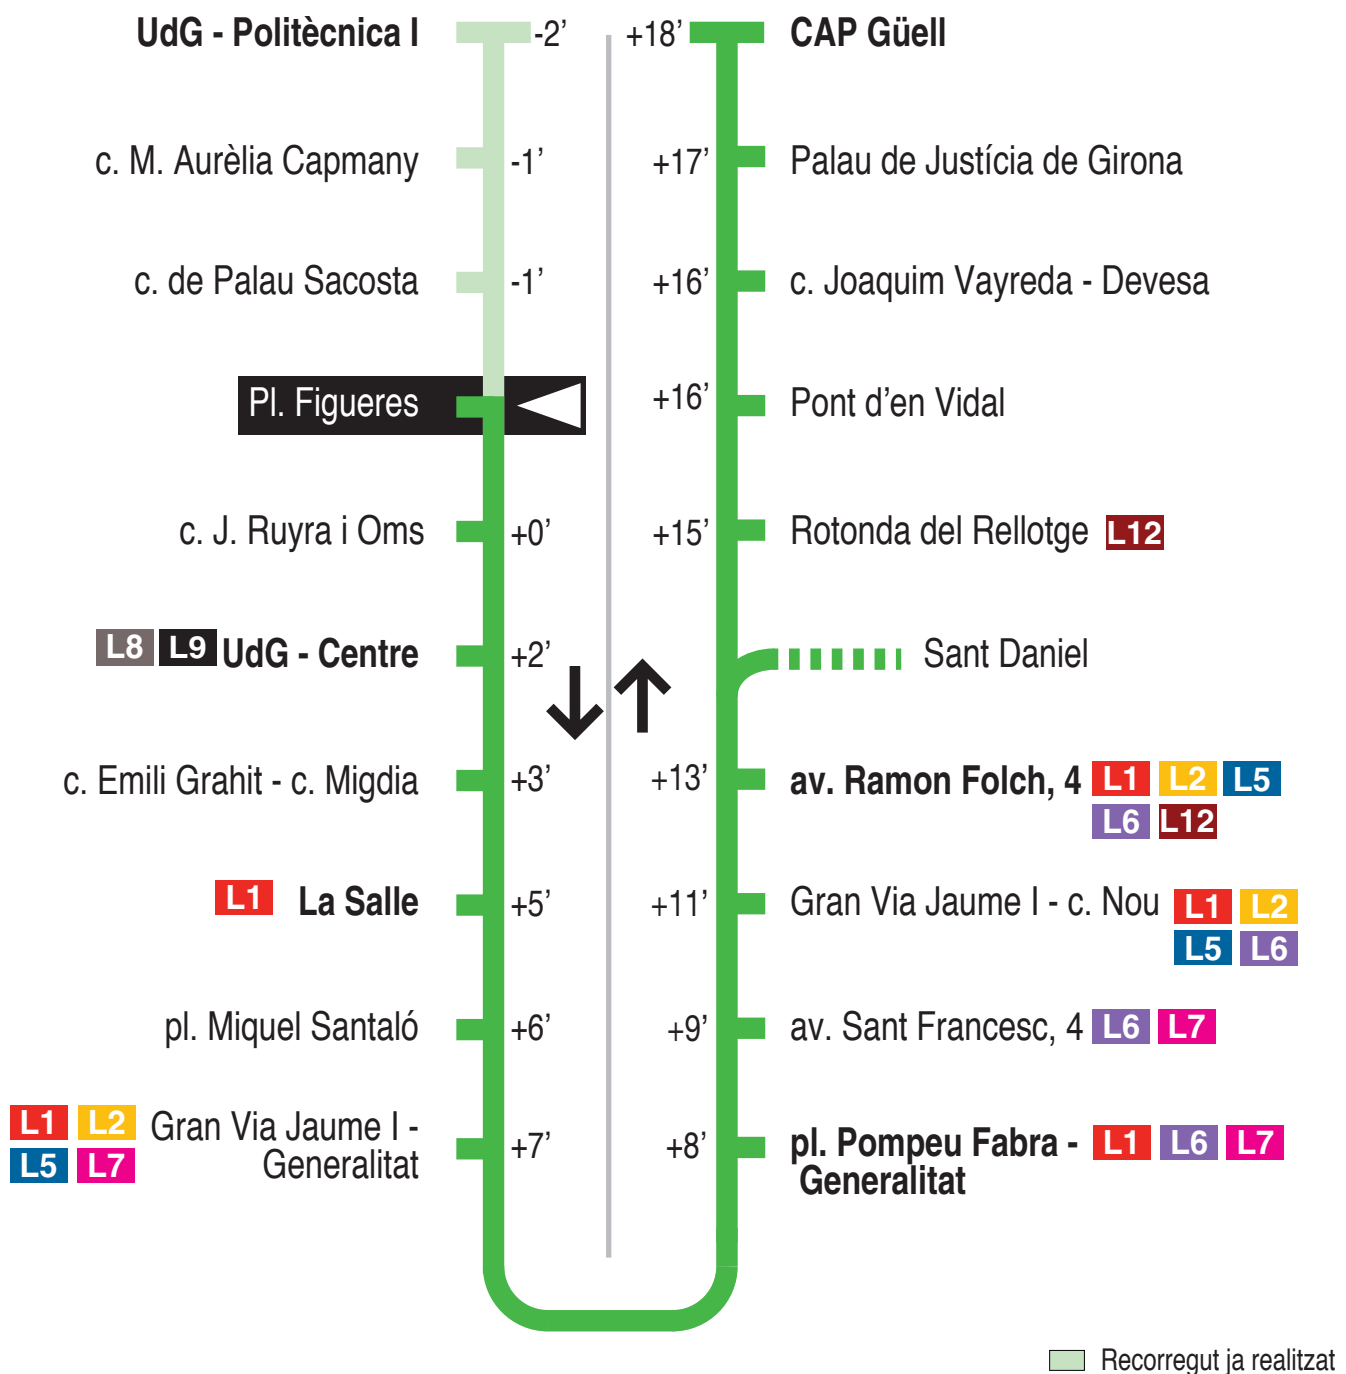 UdG - Politècnica I -2’
c. M. Aurèlia Capmany -1’
c. de Palau Sacosta -1’
Pl. Figueres
c. J. Ruyra i Oms +0’
L8 L9 UdG - Centre +2’
c. Emili Grahit - c. Migdia +3’
L1 La Salle +5’
pl. Miquel Santaló +6’
L1 L2 Gran Via Jaume I -
L5 L7 Generalitat +7’
+18’ CAP Güell
+17’ Palau de Justícia de Girona
+16’ c. Joaquim Vayreda - Devesa
+16’ Pont d’en Vidal
+15’ Rotonda del Rellotge L12
Sant Daniel
+13’ av. Ramon Folch, 4 L1 L2 L5
L6 L12
+11’ Gran Via Jaume I - c. Nou L1 L2
L5 L6
+9’ av. Sant Francesc, 4 L6 L7
+8’ pl. Pompeu Fabra - L1 L6 L7
Generalitat
Recorregut ja realitzat